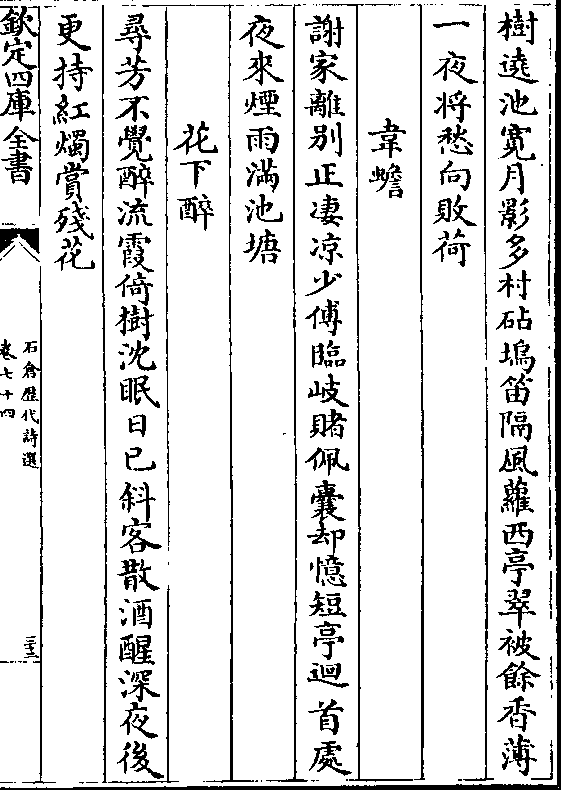 樹遶池寛月影多村砧塢笛隔風蘿西亭翠被餘香薄
一夜将愁向敗荷
韋蟾
謝家離别正凄凉少傅臨岐賭佩囊却憶短亭迴首處
夜來煙雨滿池塘
花下醉
尋芳不覺醉流霞倚樹沈眠日已斜客散酒醒深夜後
更持紅燭賞殘花
欽定四庫全書
石倉歴代詩選
卷七十四
三十三